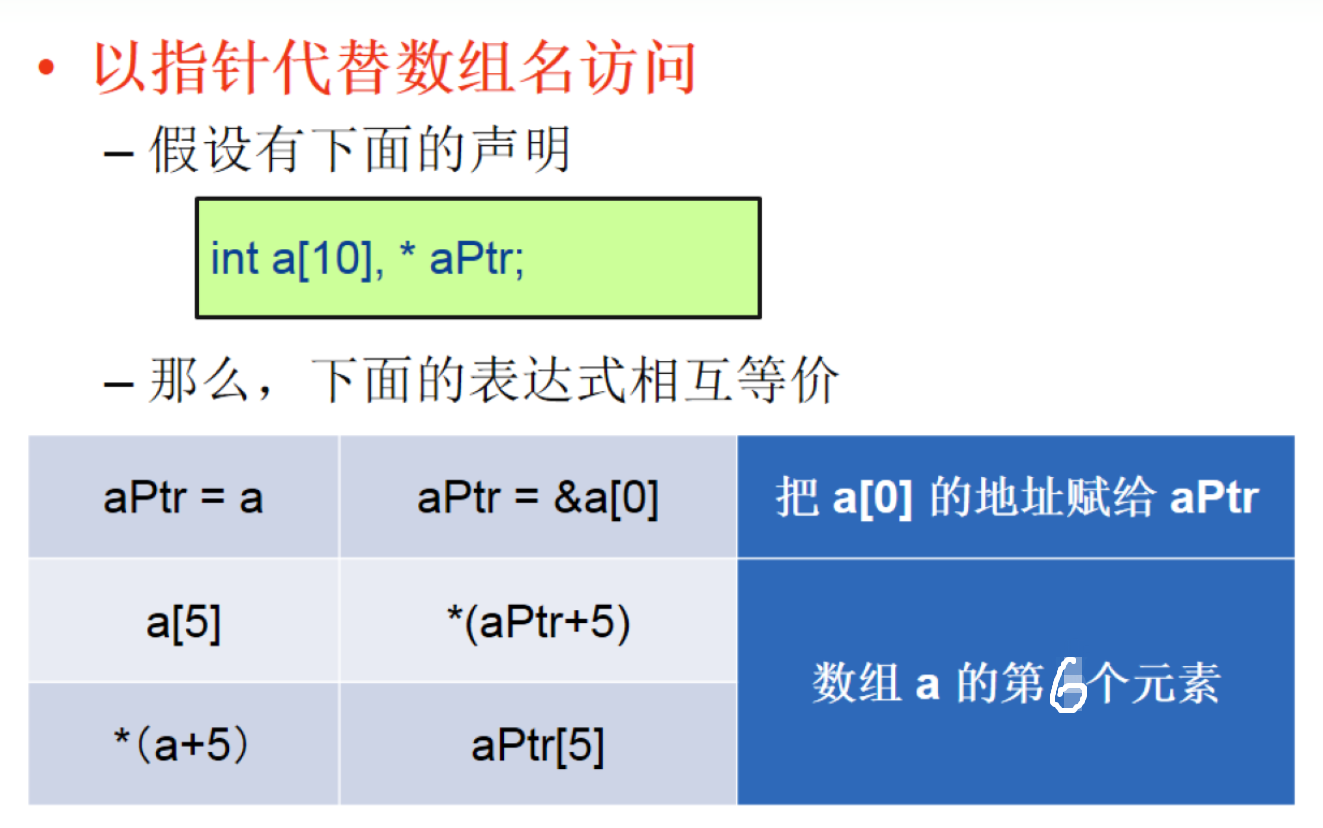 • 以指针代替数组名访问
– 假设有下面的声明
int a[10], * aPtr;
– 那么，下面的表达式相互等价
aPtr = a
aPtr = &a[0]
把 a[0] 的地址赋给 aPtr
a[5]
*(aPtr+5)
数组 a 的第6个元素
*（a+5）
aPtr[5]